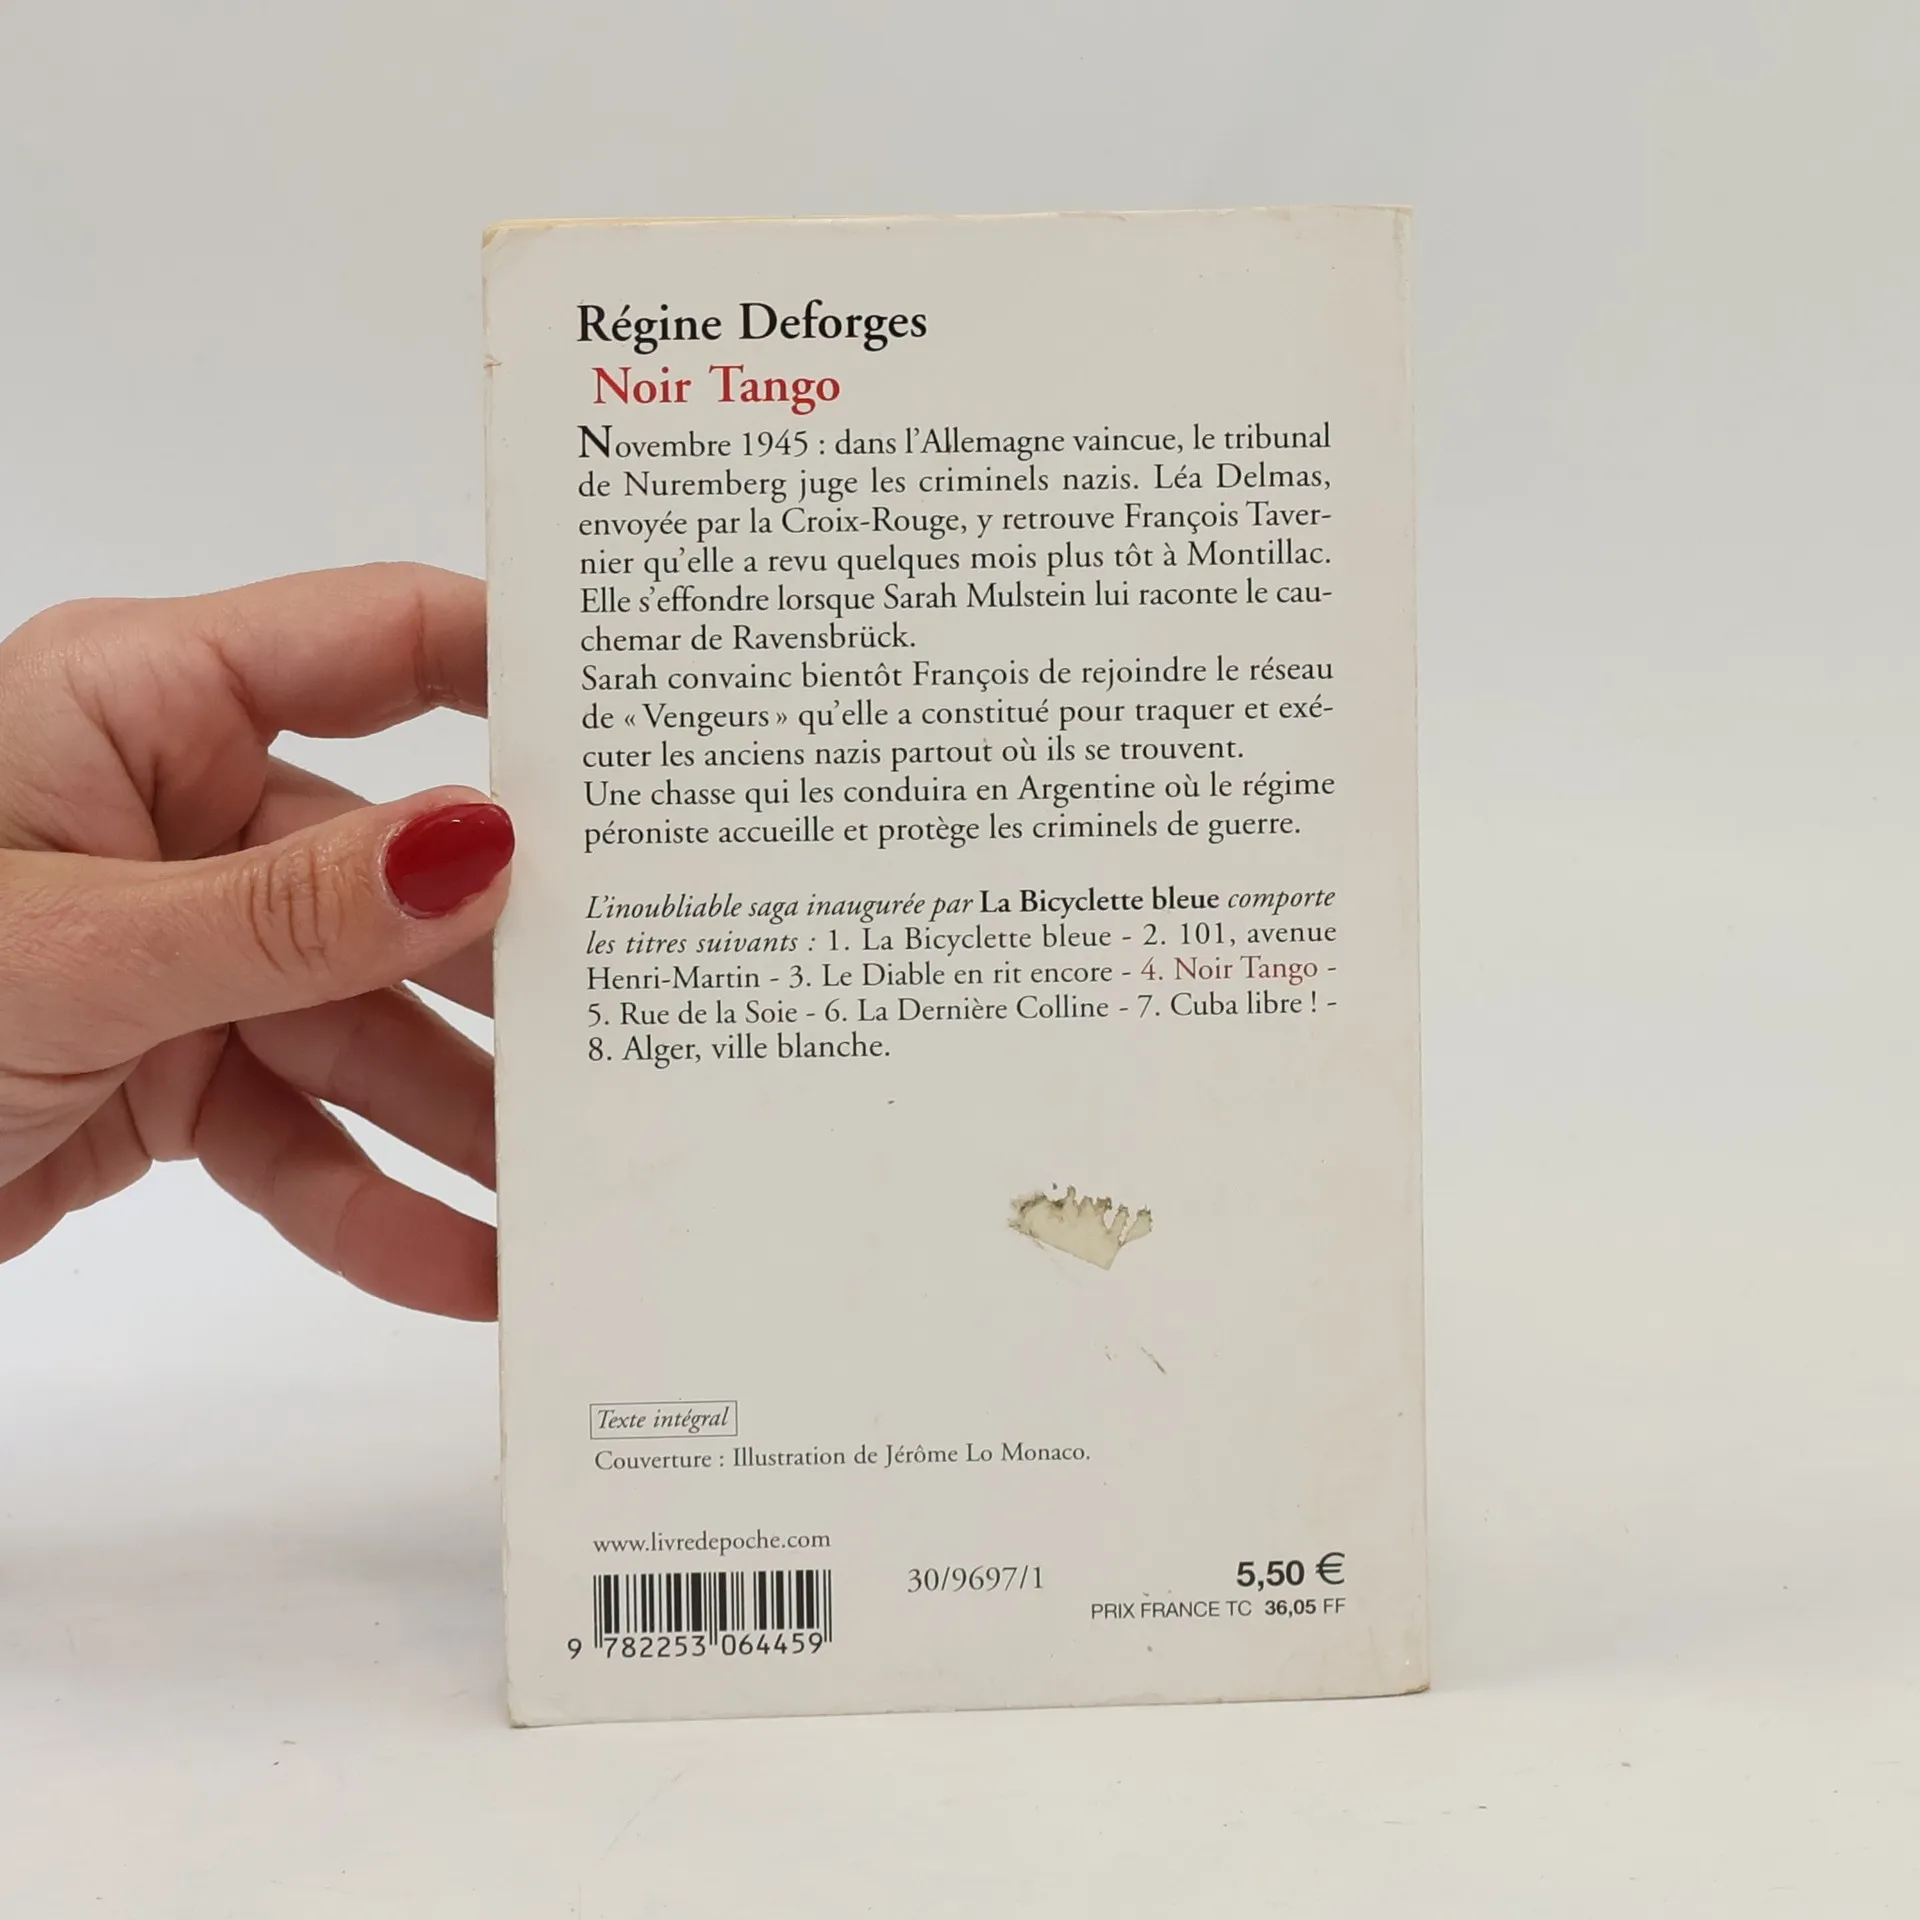 Régine Deforges
Noir Tango
Novembre 1945 : dans l'Allemagne vaincue, le tribunal
de Nuremberg juge les criminels nazis. Léa Delmas,
envoyée par la Croix-Rouge, y retrouve François Taver-
nier qu'elle a revu quelques mois plus tôt à Montillac.
Elle s'effondre lorsque Sarah Mulstein lui raconte le cau-
chemar de Ravensbrück.
Sarah convainc bientôt François de rejoindre le réseau
de « Vengeurs » qu'elle a constitué pour traquer et exé-
cuter les anciens nazis partout où ils se trouvent.
Une chasse qui les conduira en Argentine où le régime
péroniste accueille et protège les criminels de guerre.
L'inoubliable saga inaugurée par La Bicyclette bleue comporte
les titres suivants : 1. La Bicyclette bleue - 2. 101, avenue
Henri-Martin - 3. Le Diable en rit encore - 4. Noir Tango -
5. Rue de la Soie - 6. La Dernière Colline - 7. Cuba libre ! -
8. Alger, ville blanche.
Texte intégral
Couverture : Illustration de Jérôme Lo Monaco.
www.livredepoche.com
30/9697/1
5,50 €
PRIX FRANCE TC 36,05 FF
9 782253 064459